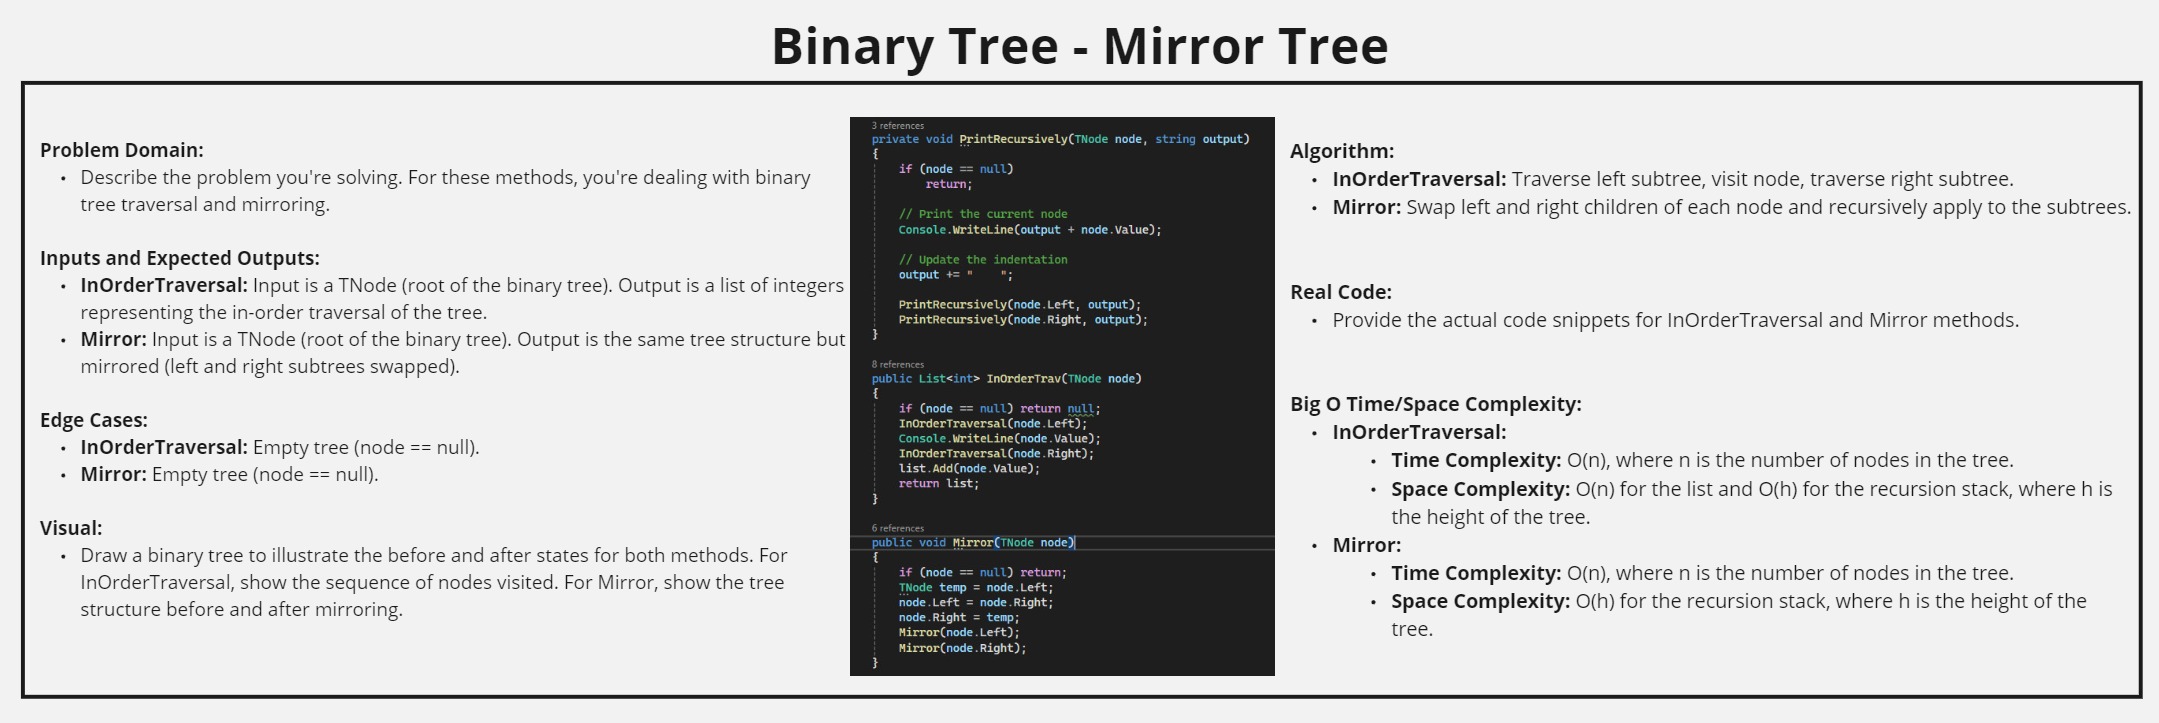 Binary Tree - Mirror Tree
Problem Domain:
• Describe the problem you're solving. For these methods, you're dealing with binary
tree traversal and mirroring.
Inputs and Expected Outputs:
• InOrderTraversal: Input is a TNode (root of the binary tree). Output is a list of integers
representing the in-order traversal of the tree.
• Mirror: Input is a TNode (root of the binary tree). Output is the same tree structure but
mirrored (left and right subtrees swapped).
Edge Cases:
• InOrderTraversal: Empty tree (node == null).
• Mirror: Empty tree (node == null).
Visual:
• Draw a binary tree to illustrate the before and after states for both methods. For
InOrderTraversal, show the sequence of nodes visited. For Mirror, show the tree
structure before and after mirroring.
3 references
private void PrintRecursively(TNode node, string output)
{
if (node == null)
return;
// Print the current node
Console.WriteLine(output + node.Value);
// Update the indentation
output += "    ";
PrintRecursively(node.Left, output);
PrintRecursively(node.Right, output);
}
8 references
public List<int> InOrderTrav(TNode node)
{
if (node == null) return null;
InOrderTraversal(node.Left);
Console.WriteLine(node.Value);
InOrderTraversal(node.Right);
list.Add(node.Value);
return list;
}
6 references
public void Mirror(TNode node)
{
if (node == null) return;
TNode temp = node.Left;
node.Left = node.Right;
node.Right = temp;
Mirror(node.Left);
Mirror(node.Right);
}
Algorithm:
• InOrderTraversal: Traverse left subtree, visit node, traverse right subtree.
• Mirror: Swap left and right children of each node and recursively apply to the subtrees.
Real Code:
• Provide the actual code snippets for InOrderTraversal and Mirror methods.
Big O Time/Space Complexity:
• InOrderTraversal:
• Time Complexity: O(n), where n is the number of nodes in the tree.
• Space Complexity: O(n) for the list and O(h) for the recursion stack, where h is
the height of the tree.
• Mirror:
• Time Complexity: O(n), where n is the number of nodes in the tree.
• Space Complexity: O(h) for the recursion stack, where h is the height of the
tree.